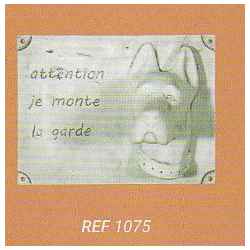 attention
je monte
la garde
REF 1075